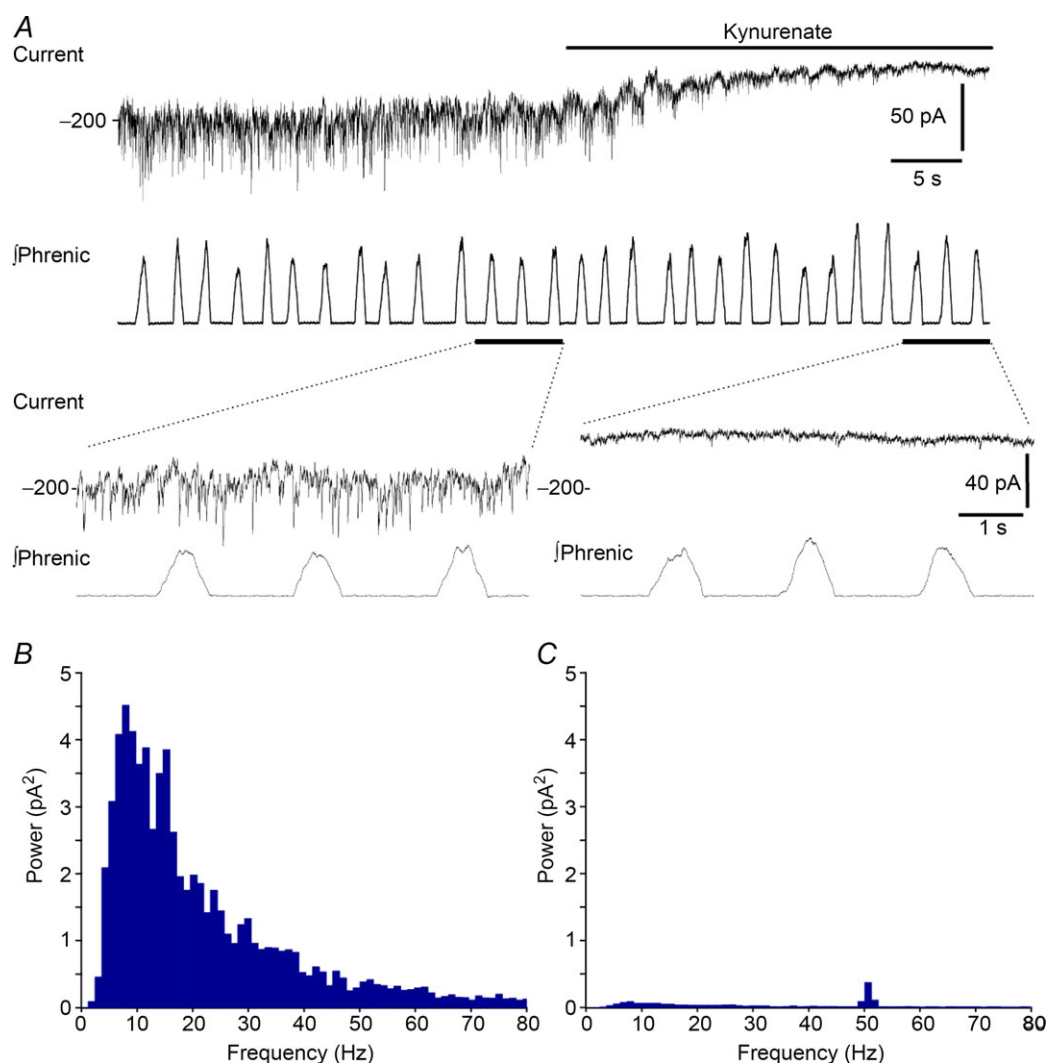 A
Current
Kynurenate
–200
50 pA
5 s
∫Phrenic
Current
–200-
–200-
40 pA
1 s
∫Phrenic
∫Phrenic
B
C
5
4
3
2
1
0
Power (pA²)
0 10 20 30 40 50 60 70 80
Frequency (Hz)
5
4
3
2
1
0
Power (pA²)
0 10 20 30 40 50 60 70 80
Frequency (Hz)